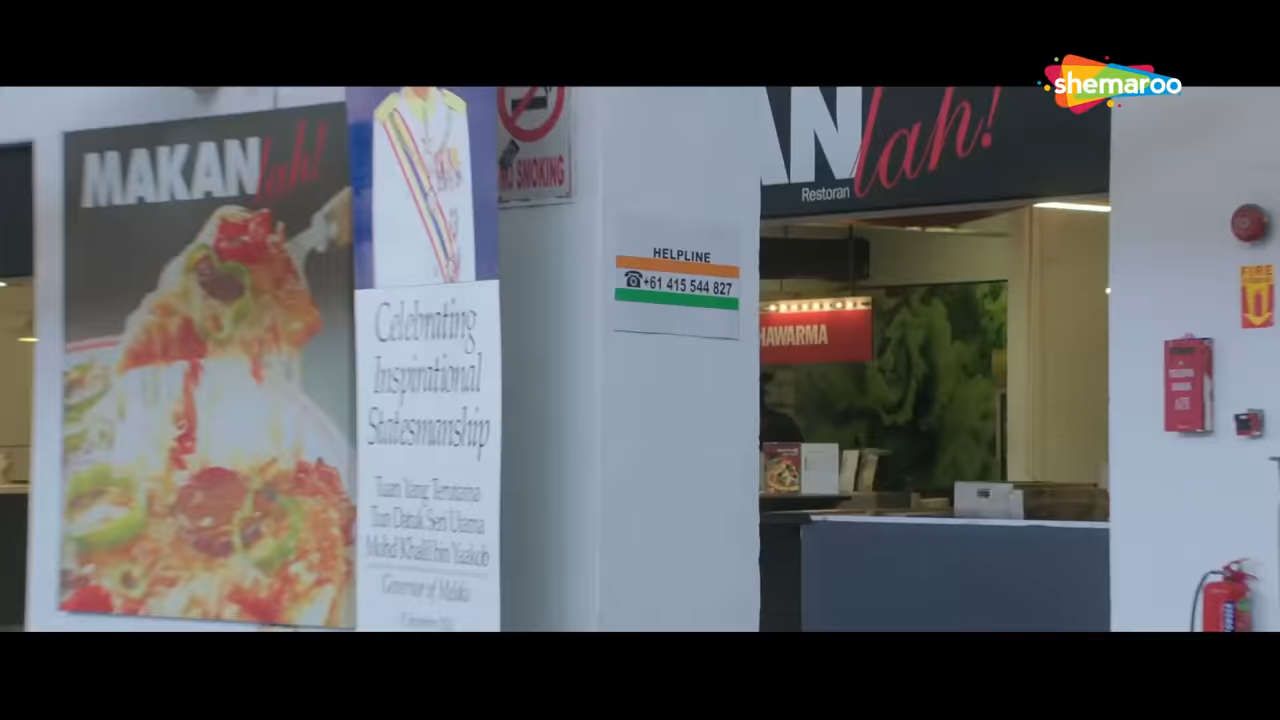 shemaroo
MAKAN lah!
NO SMOKING
AN lah!
Restoran
HELPLINE
+61 415 544 827
HAWARMA
FIRE
Celebrating
Inspirational
Statesmanship
Tuan Yang Terutama
Tun Datuk Seri Utama
Mohd Khalil bin Yaakob
Governor of Melaka